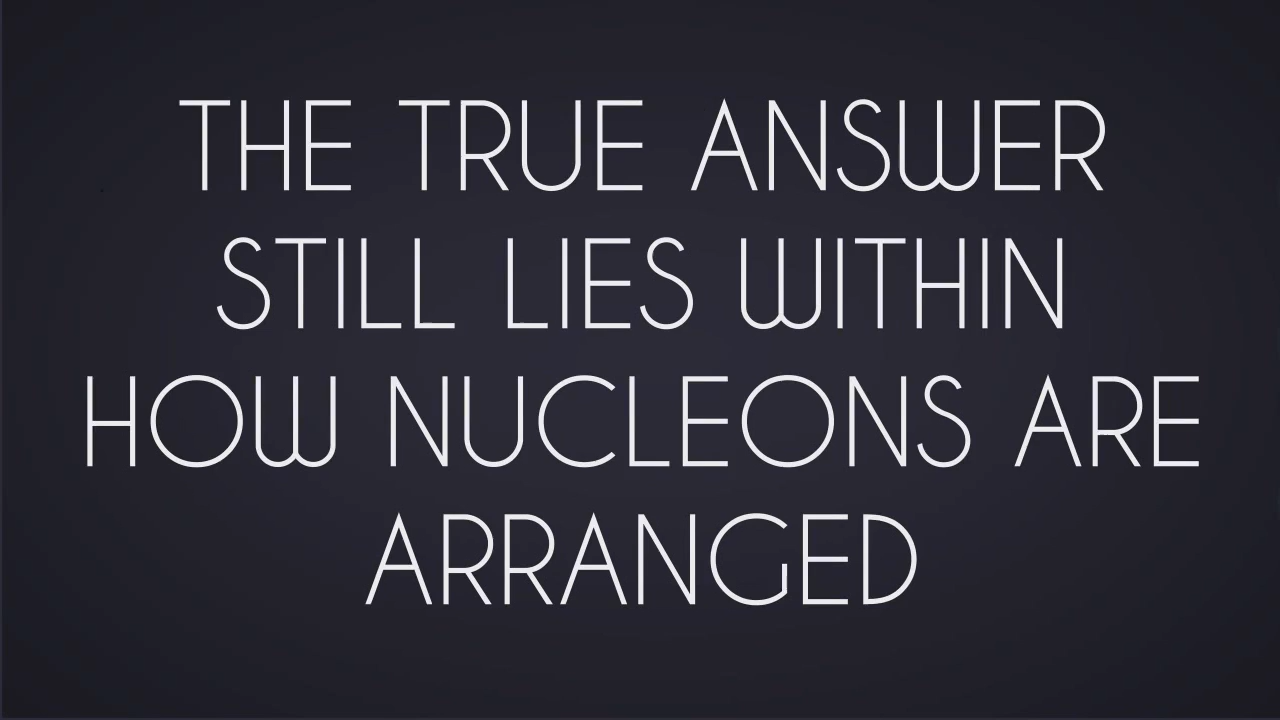 THE TRUE ANSWER
STILL LIES WITHIN
HOW NUCLEONS ARE
ARRANGED